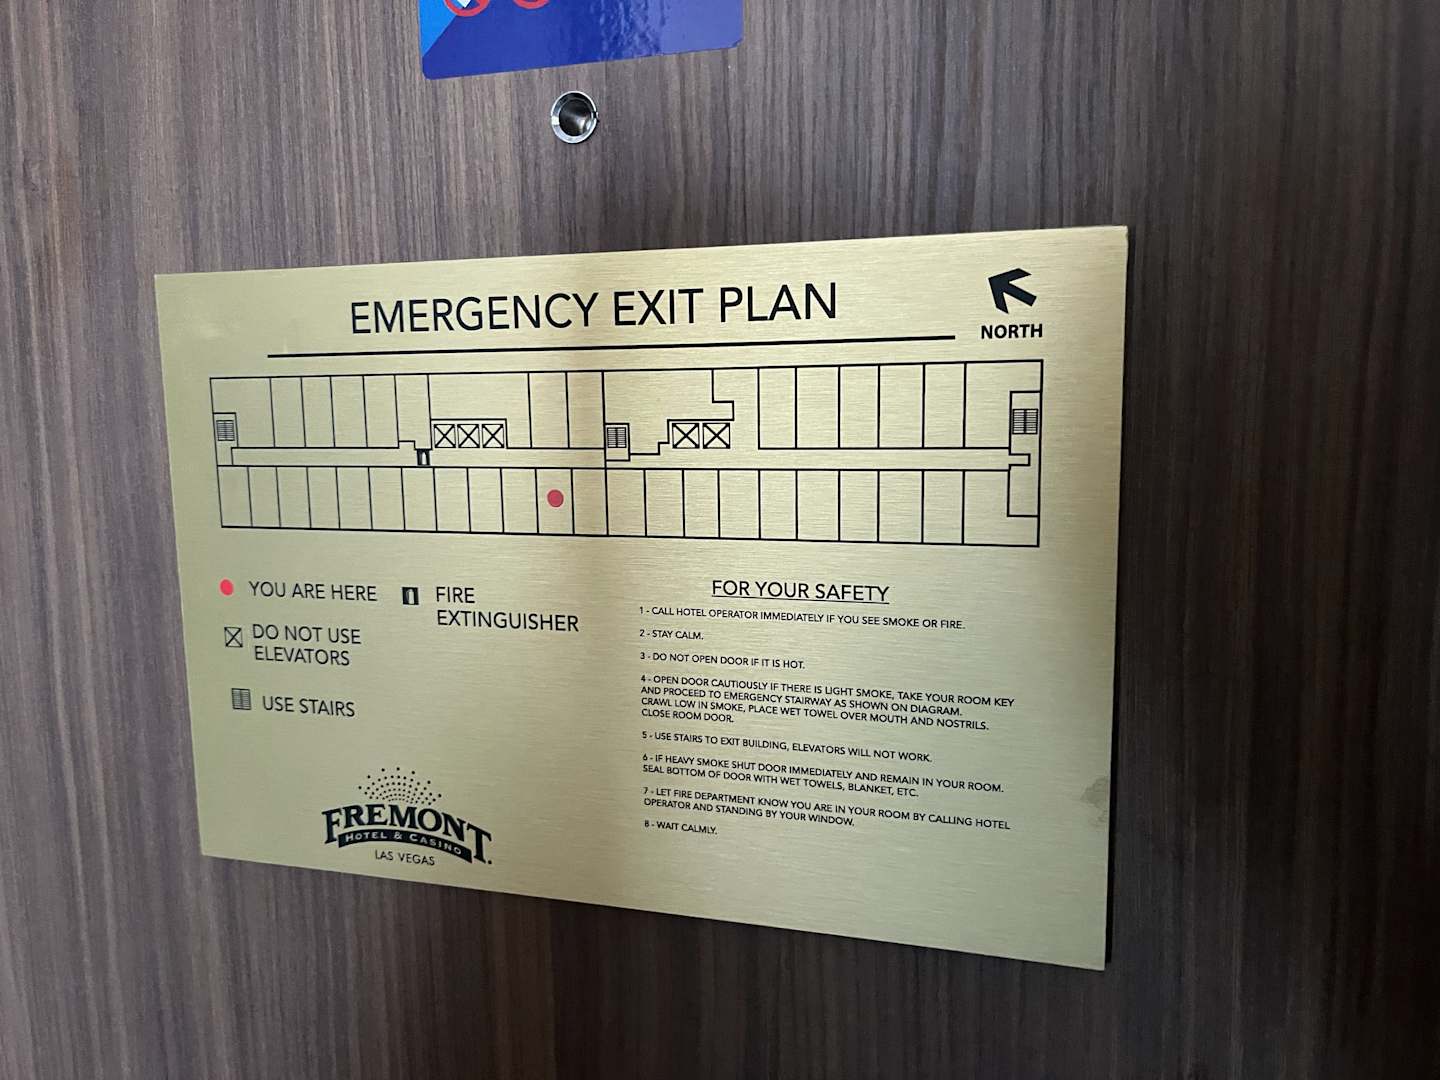 EMERGENCY EXIT PLAN
NORTH
YOU ARE HERE
FIRE
EXTINGUISHER
DO NOT USE
ELEVATORS
USE STAIRS
FREMONT
HOTEL & CASINO
LAS VEGAS
FOR YOUR SAFETY
1 - CALL HOTEL OPERATOR IMMEDIATELY IF YOU SEE SMOKE OR FIRE.
2 - STAY CALM.
3 - DO NOT OPEN DOOR IF IT IS HOT.
4 - OPEN DOOR CAUTIOUSLY IF THERE IS LIGHT SMOKE, TAKE YOUR ROOM KEY
AND PROCEED TO EMERGENCY STAIRWAY AS SHOWN ON DIAGRAM.
CRAWL LOW IN SMOKE, PLACE WET TOWEL OVER MOUTH AND NOSTRILS.
CLOSE ROOM DOOR.
5 - USE STAIRS TO EXIT BUILDING, ELEVATORS WILL NOT WORK.
6 - IF HEAVY SMOKE SHUT DOOR IMMEDIATELY AND REMAIN IN YOUR ROOM.
SEAL BOTTOM OF DOOR WITH WET TOWELS, BLANKET, ETC.
7 - LET FIRE DEPARTMENT KNOW YOU ARE IN YOUR ROOM BY CALLING HOTEL
OPERATOR AND STANDING BY YOUR WINDOW.
8 - WAIT CALMLY.